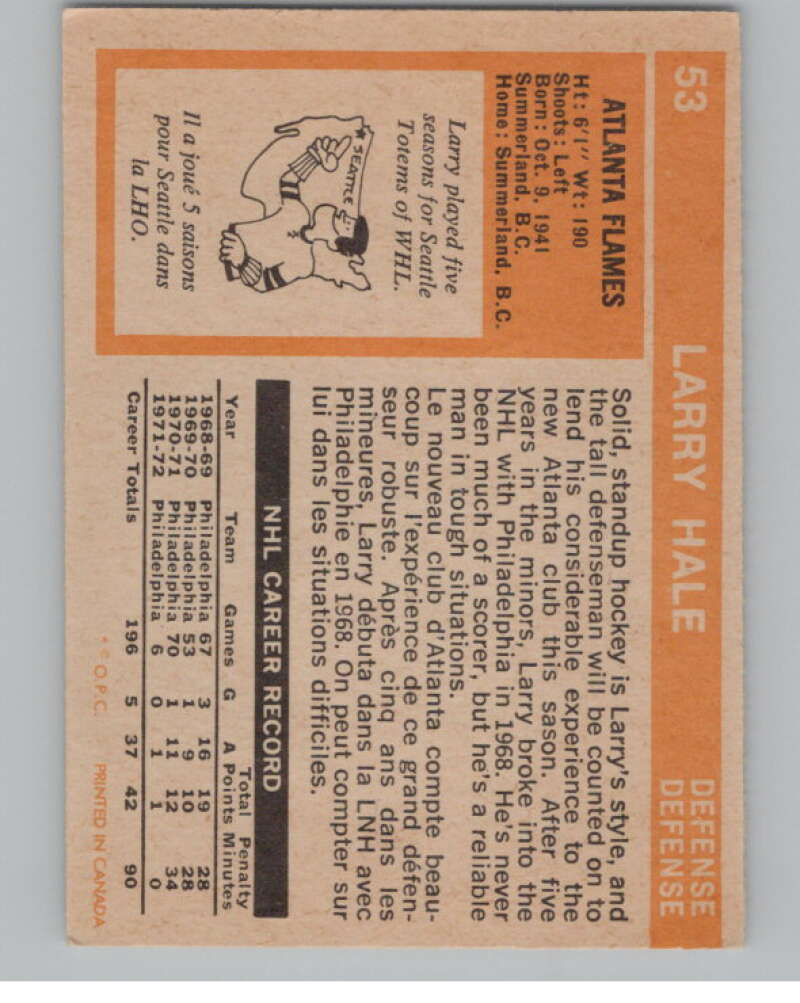 53 LARRY HALE DEFENSE
DEFENSE
ATLANTA FLAMES
Ht: 6'1" Wt: 190
Shoots: Left
Born: Oct. 9, 1941
Summerland, B.C.
Home: Summerland, B.C.
Larry played five
seasons for Seattle
Totems of WHL.
SEATTLE
Il a joué 5 saisons
pour Seattle dans
la LHO.
Solid, standup hockey is Larry's style, and
the tall defenseman will be counted on to
lend his considerable experience to the
new Atlanta club this sason. After five
years in the minors, Larry broke into the
NHL with Philadelphia in 1968. He's never
been much of a scorer, but he's a reliable
man in tough situations.
Le nouveau club d'Atlanta compte beau-
coup sur l'expérience de ce grand défen-
seur robuste. Après cinq ans dans les
mineures, Larry débuta dans la LNH avec
Philadelphie en 1968. On peut compter sur
lui dans les situations difficiles.
NHL CAREER RECORD
Total Penalty
Year Team Games G A Points Minutes
1968-69 Philadelphia 67 3 16 19 28
1969-70 Philadelphia 53 1 9 10 28
1970-71 Philadelphia 70 1 11 12 34
1971-72 Philadelphia 6 0 1 1 0
Career Totals 196 5 37 42 90
* © O.P.C. PRINTED IN CANADA